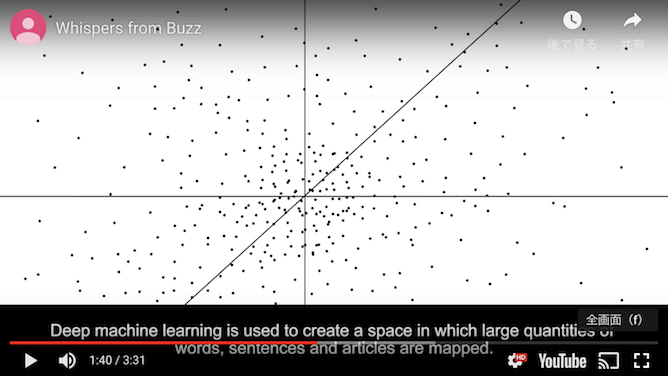 Whispers from Buzz
後で見る
共有
全画面（f）
Deep machine learning is used to create a space in which large quantities of
words, sentences and articles are mapped.
1:40 / 3:31
HD
YouTube